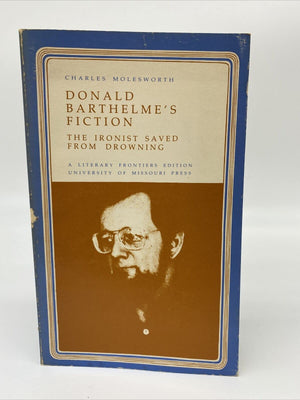 CHARLES MOLESWORTH
DONALD
BARTHELME'S
FICTION
THE IRONIST SAVED
FROM DROWNING
A LITERARY FRONTIERS EDITION
UNIVERSITY OF MISSOURI PRESS